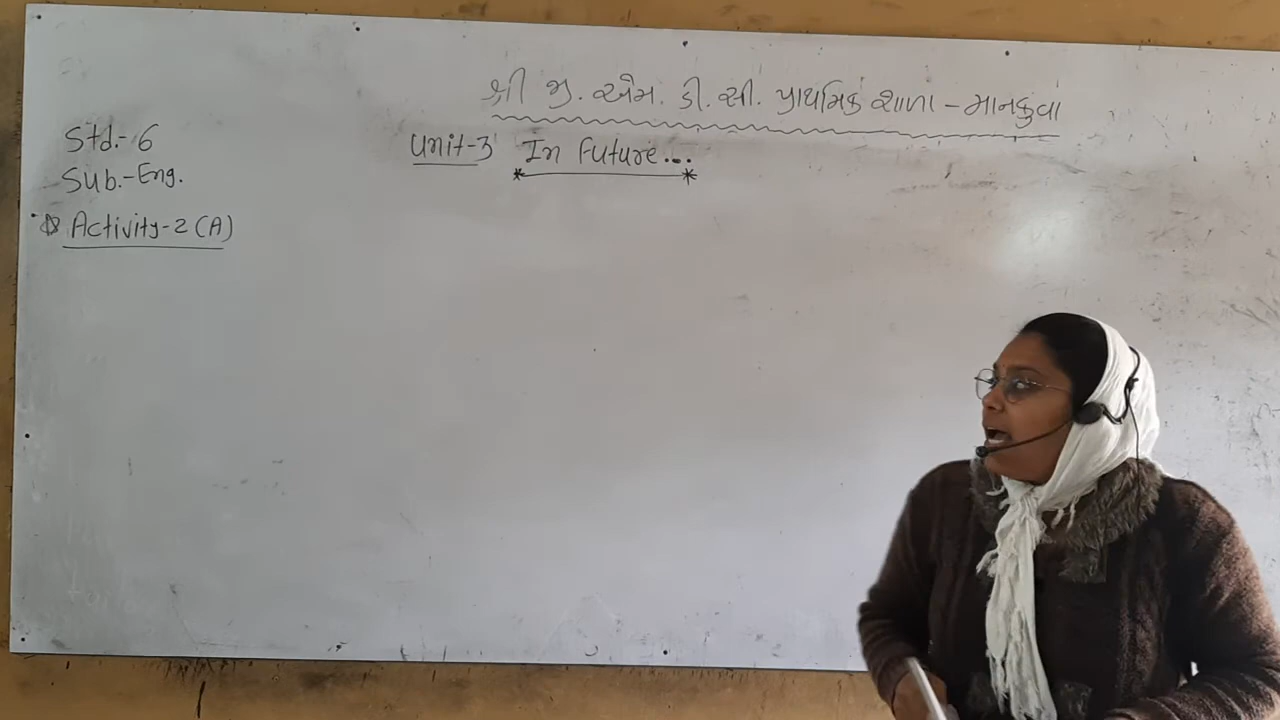 શ્રી જી. એમ. ડી. સી. પ્રાથમિક શાળા - માનકુવા
Std.- 6
Unit-3 In Future...
Sub.- Eng.
Activity-2 (A)